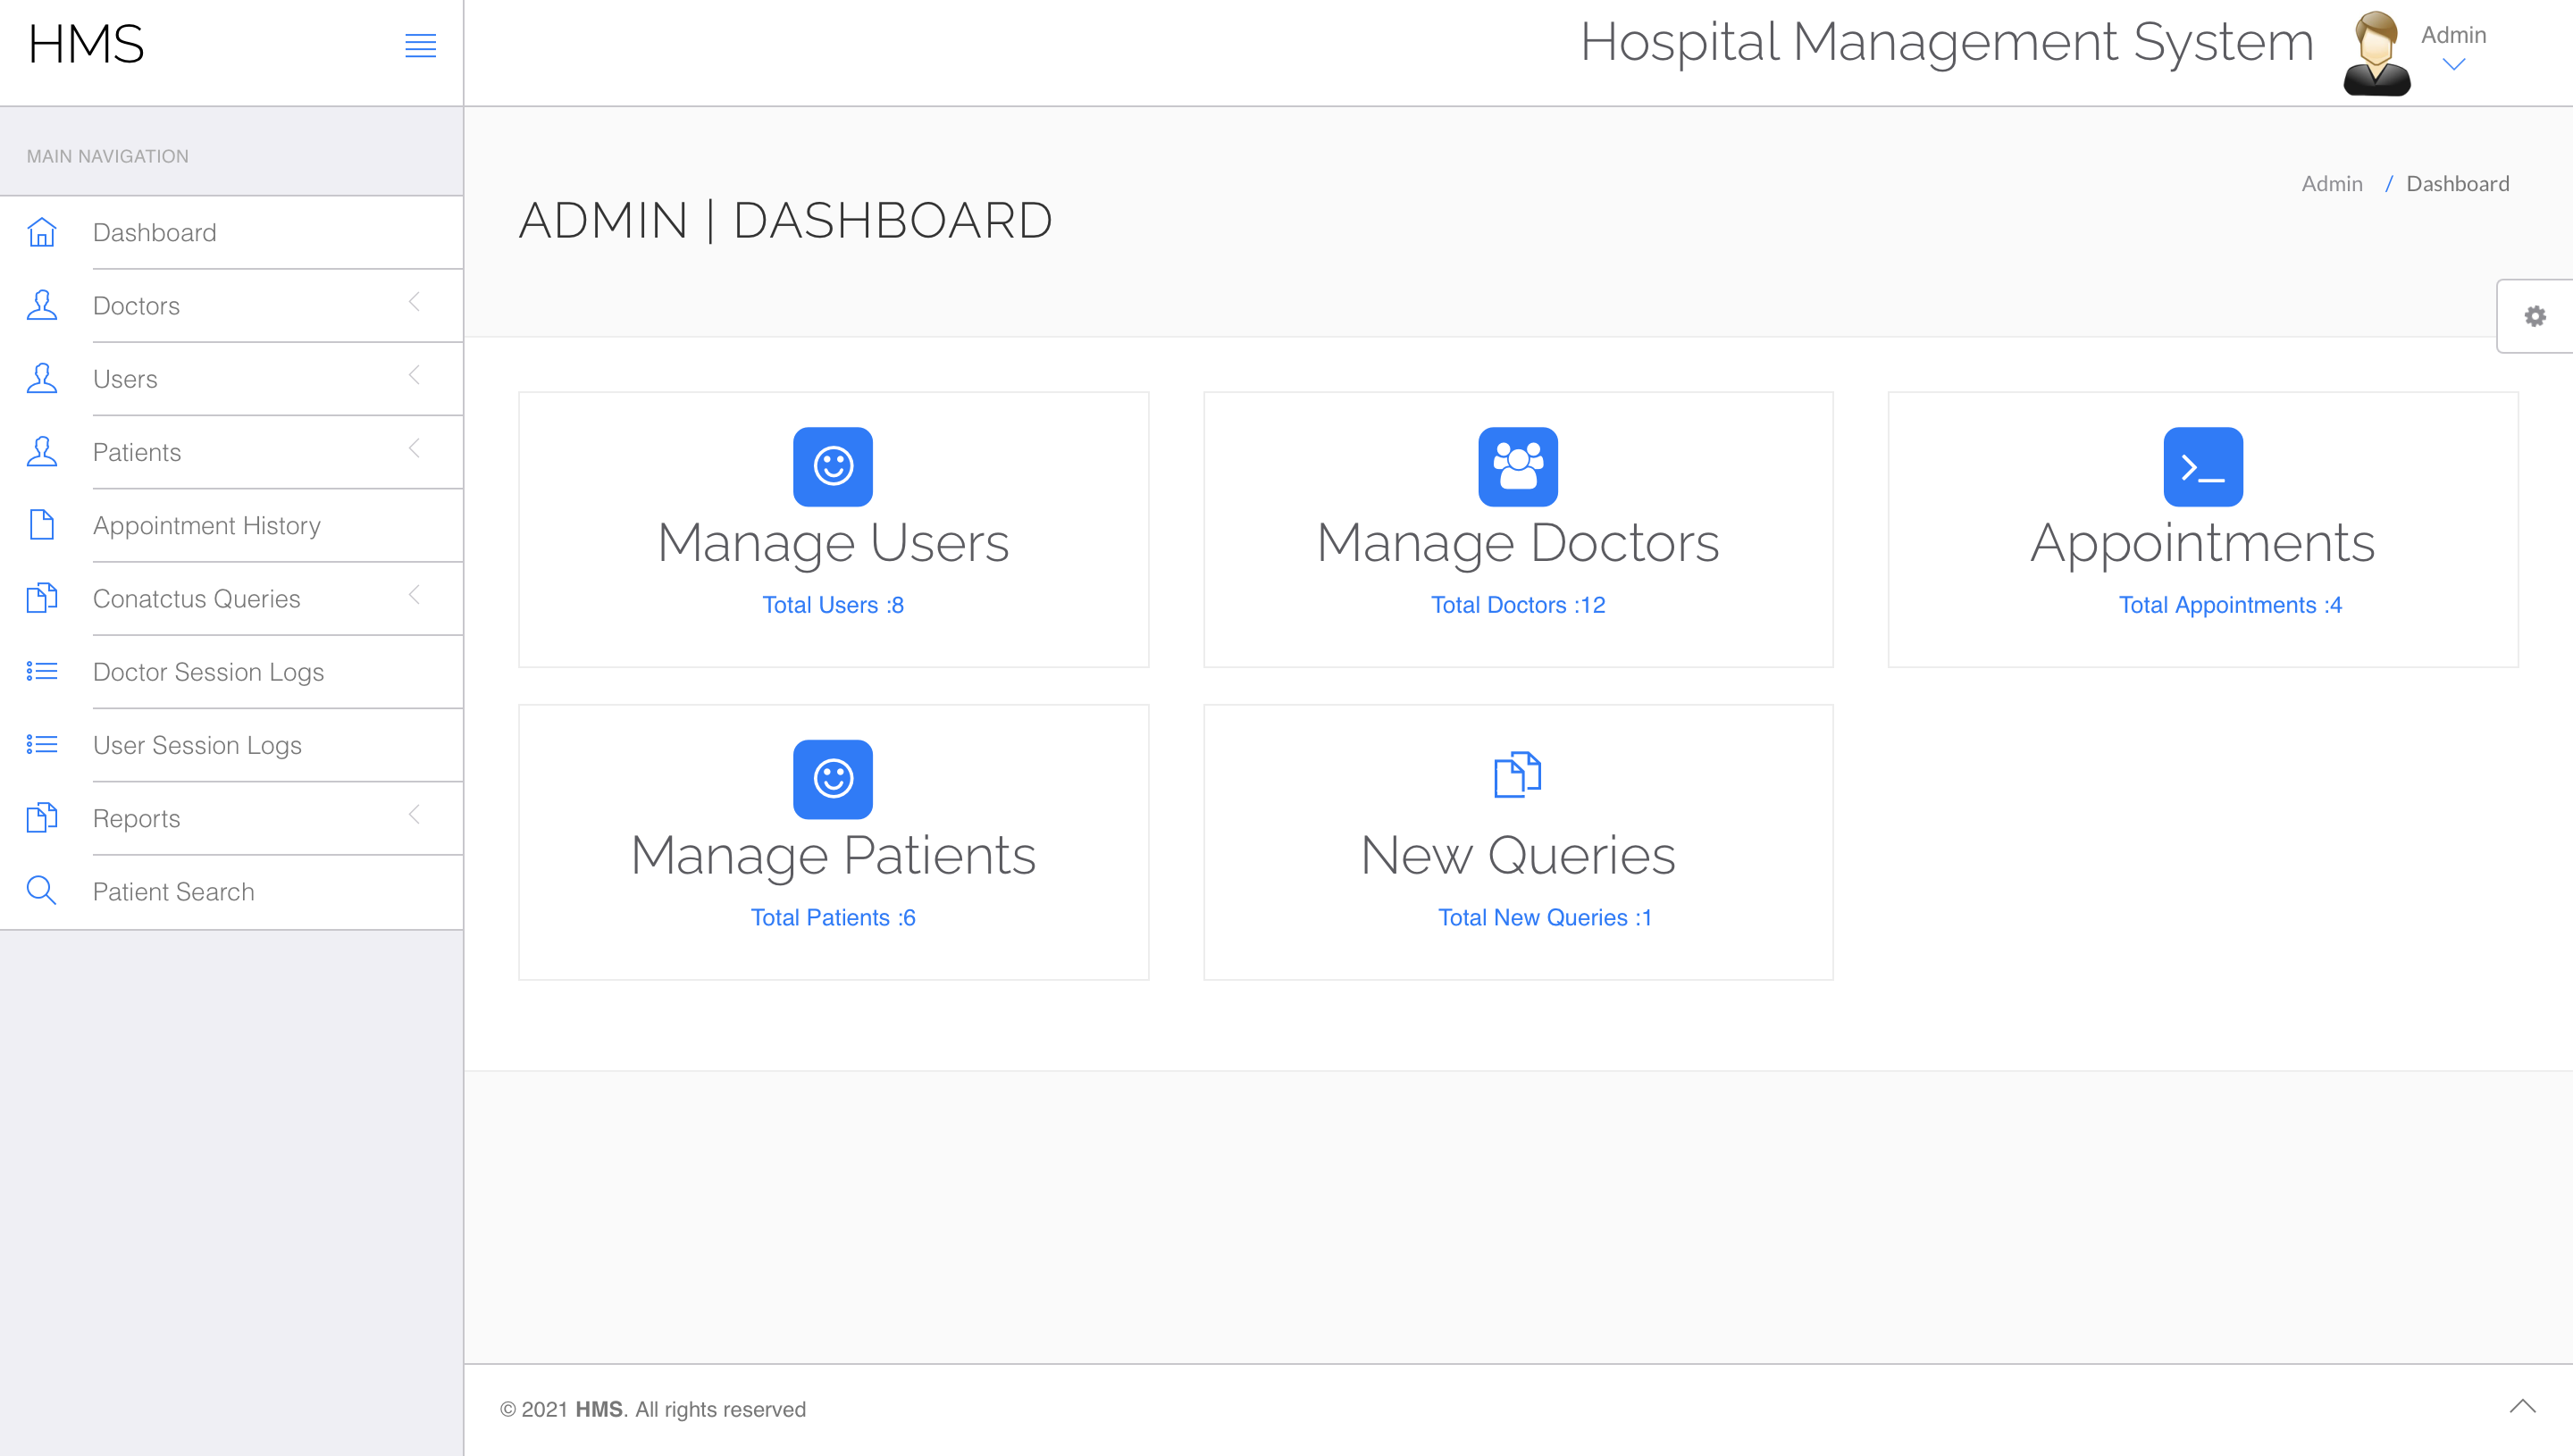 HMS
Hospital Management System
Admin
MAIN NAVIGATION
Dashboard
Doctors
Users
Patients
Appointment History
Conatctus Queries
Doctor Session Logs
User Session Logs
Reports
Patient Search
ADMIN | DASHBOARD
Admin / Dashboard
Manage Users
Total Users :8
Manage Doctors
Total Doctors :12
Appointments
Total Appointments :4
Manage Patients
Total Patients :6
New Queries
Total New Queries :1
© 2021 HMS. All rights reserved